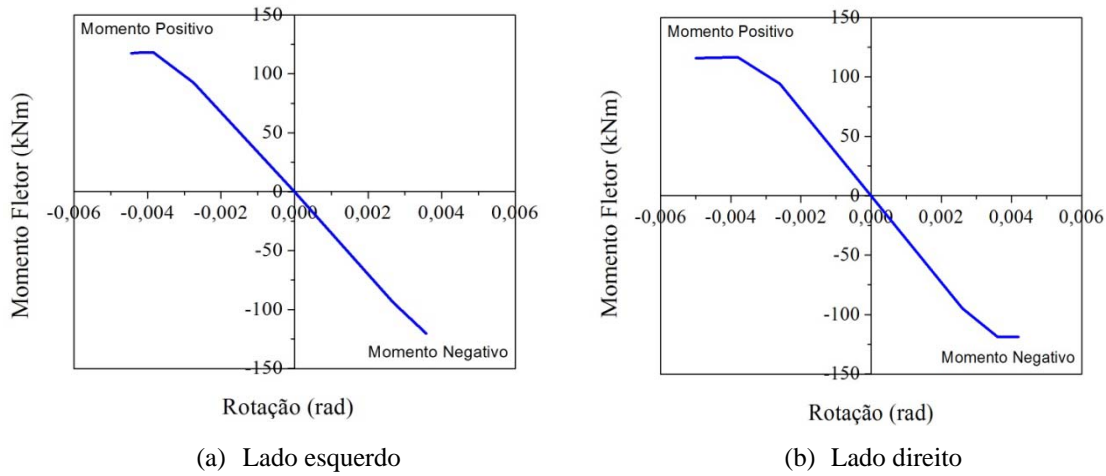 150
Momento Positivo
100
50
0
-0,006
-0,004
-0,002
0,000
0,002
0,004
0,006
-50
-100
-150
Momento Negativo
Momento Fletor (kNm)
Rotação (rad)
(a) Lado esquerdo
150
Momento Positivo
100
50
0
-0,006
-0,004
-0,002
0,000
0,002
0,004
0,006
-50
-100
-150
Momento Negativo
Momento Fletor (kNm)
Rotação (rad)
(b) Lado direito